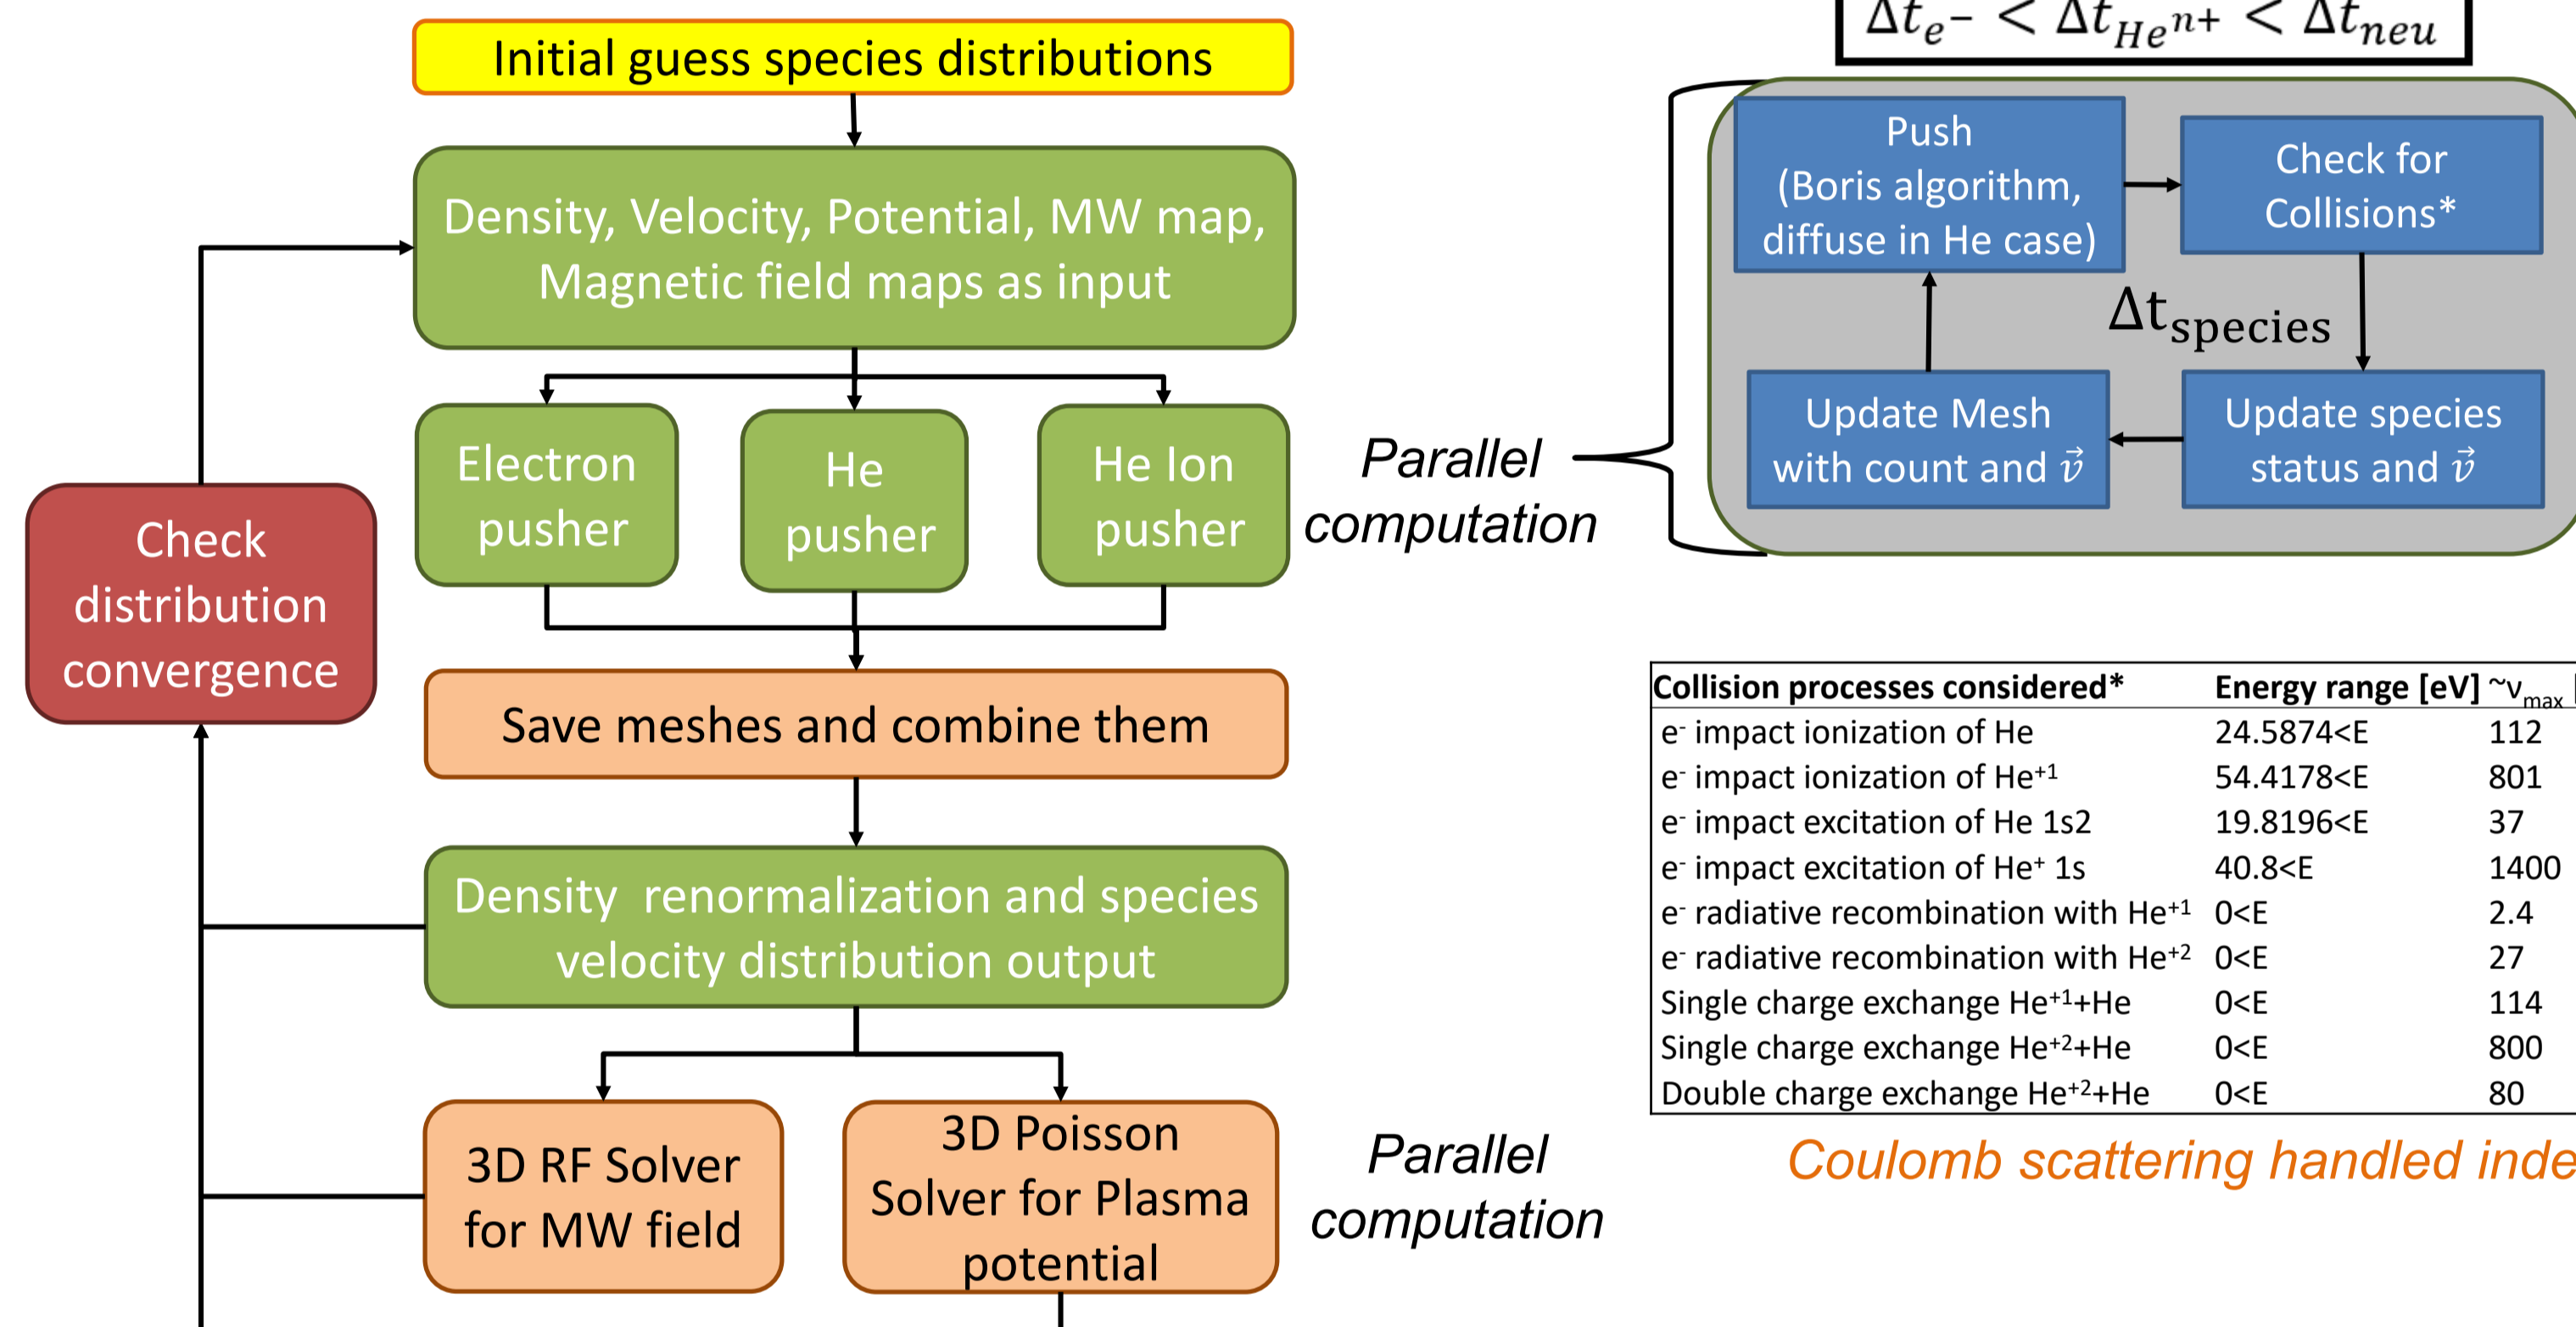 Initial guess species distributions
Density, Velocity, Potential, MW map,
Magnetic field maps as input
Electron
pusher
He
pusher
He Ion
pusher
Parallel
computation
Check
distribution
convergence
Save meshes and combine them
Density renormalization and species
velocity distribution output
3D RF Solver
for MW field
3D Poisson
Solver for Plasma
potential
Parallel
computation
Δt_e⁻ < Δt_Heⁿ⁺ < Δt_neu
Push
(Boris algorithm,
diffuse in He case)
Check for
Collisions*
Δt_species
Update Mesh
with count and v⃗
Update species
status and v⃗
Collision processes considered* Energy range [eV] ~ν_max
e⁻ impact ionization of He 24.5874<E 112
e⁻ impact ionization of He⁺¹ 54.4178<E 801
e⁻ impact excitation of He 1s2 19.8196<E 37
e⁻ impact excitation of He⁺ 1s 40.8<E 1400
e⁻ radiative recombination with He⁺¹ 0<E 2.4
e⁻ radiative recombination with He⁺² 0<E 27
Single charge exchange He⁺¹+He 0<E 114
Single charge exchange He⁺²+He 0<E 800
Double charge exchange He⁺²+He 0<E 80
Coulomb scattering handled inde